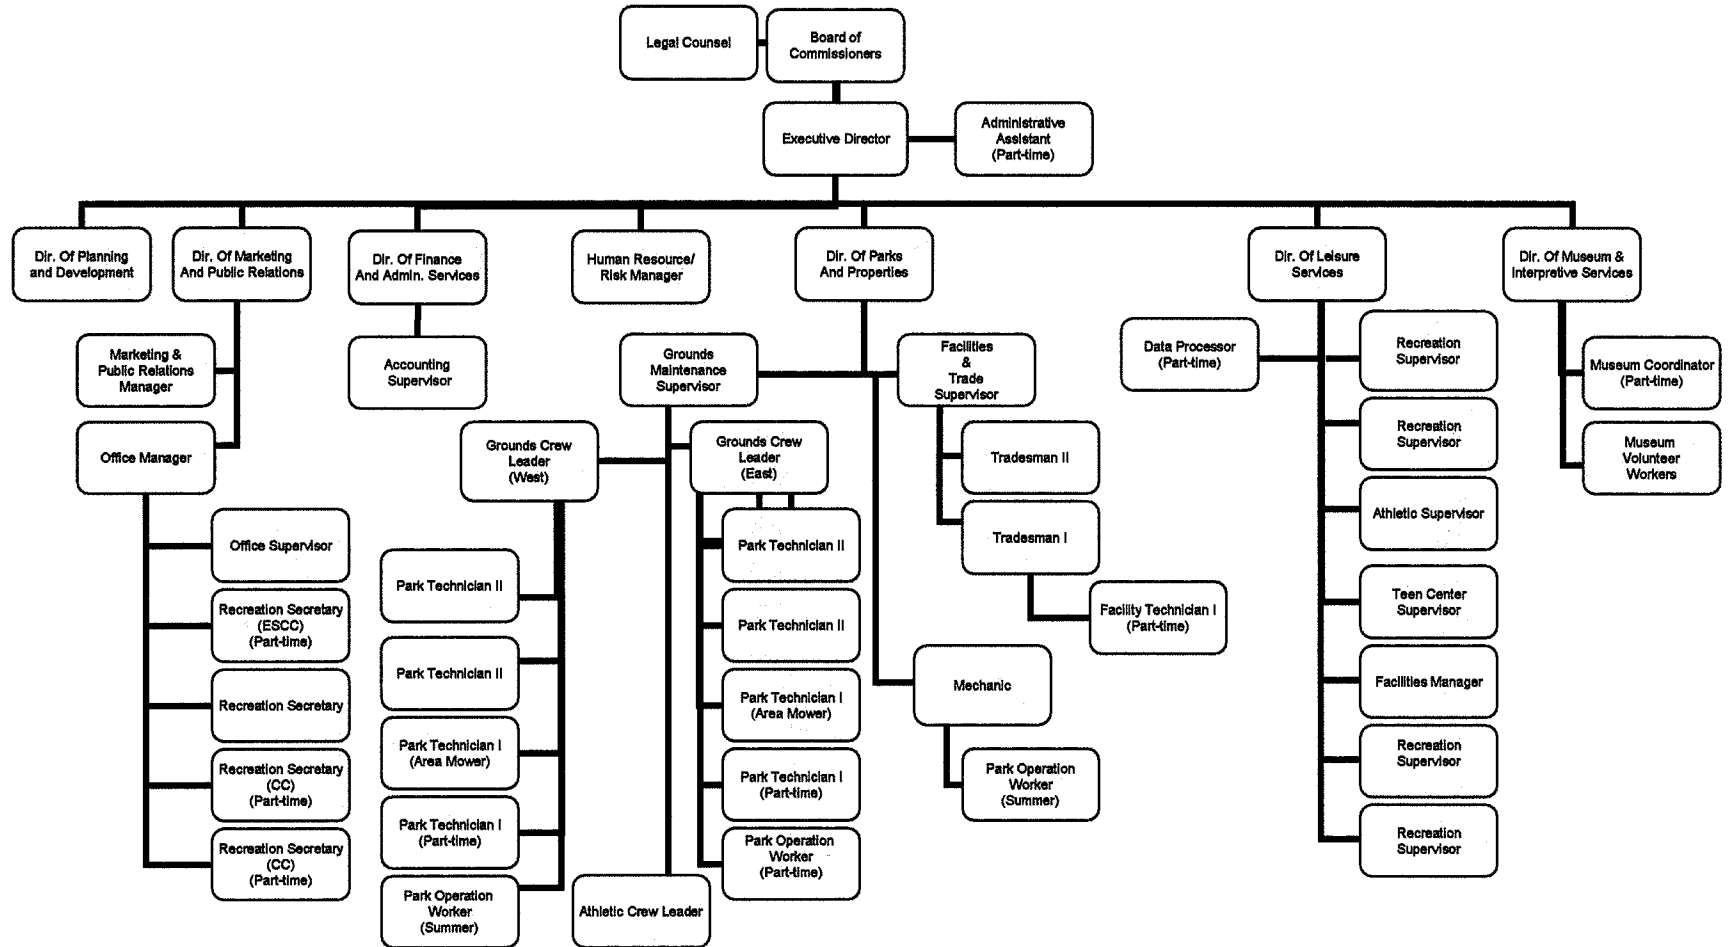 Legal Counsel
Board of
Commissioners
Executive Director
Administrative
Assistant
(Part-time)
Dir. Of Planning
and Development
Dir. Of Marketing
And Public Relations
Dir. Of Finance
And Admin. Services
Human Resource/
Risk Manager
Dir. Of Parks
And Properties
Dir. Of Leisure
Services
Dir. Of Museum &
Interpretive Services
Marketing &
Public Relations
Manager
Office Manager
Office Supervisor
Recreation Secretary
(ESCC)
(Part-time)
Recreation Secretary
Recreation Secretary
(CC)
(Part-time)
Recreation Secretary
(CC)
(Part-time)
Accounting
Supervisor
Grounds
Maintenance
Supervisor
Grounds Crew
Leader
(West)
Park Technician II
Park Technician II
Park Technician I
(Area Mower)
Park Technician I
(Part-time)
Park Operation
Worker
(Summer)
Athletic Crew Leader
Grounds Crew
Leader
(East)
Park Technician II
Park Technician II
Park Technician I
(Area Mower)
Park Technician I
(Part-time)
Park Operation
Worker
(Part-time)
Facilities
&
Trade
Supervisor
Tradesman II
Tradesman I
Facility Technician I
(Part-time)
Mechanic
Park Operation
Worker
(Summer)
Data Processor
(Part-time)
Recreation
Supervisor
Recreation
Supervisor
Athletic Supervisor
Teen Center
Supervisor
Facilities Manager
Recreation
Supervisor
Recreation
Supervisor
Museum Coordinator
(Part-time)
Museum
Volunteer
Workers